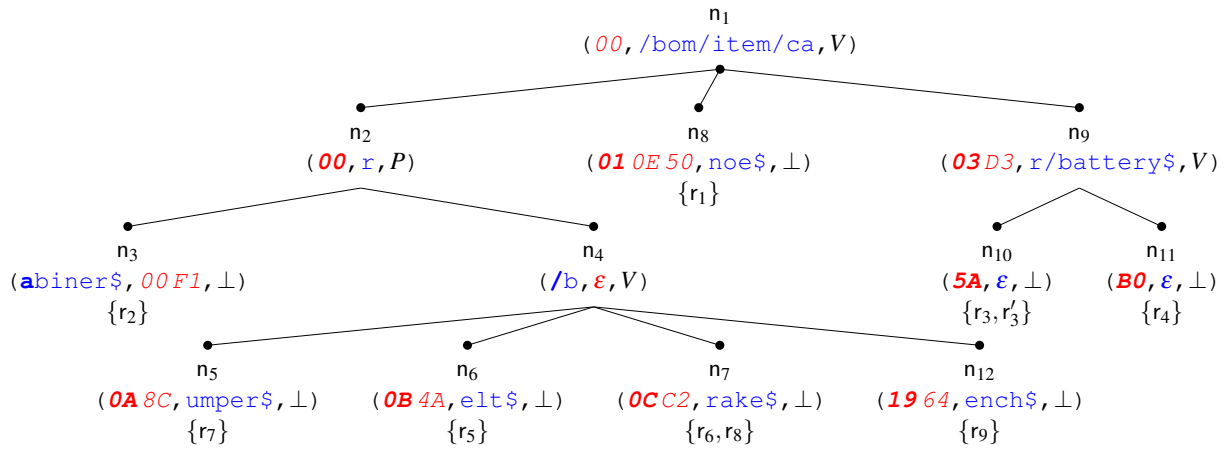 n₁
(00, /bom/item/ca, V)
n₂ n₈ n₉
(00, r, P) (01 0E 50, noe$, ⊥) (03 D3, r/battery$, V)
{r₁}
n₃ n₄ n₁₀ n₁₁
(abiner$, 00 F1, ⊥) (/b, ε, V) (5A, ε, ⊥) (B0, ε, ⊥)
{r₂} {r₃, r₃′} {r₄}
n₅ n₆ n₇ n₁₂
(0A 8C, umper$, ⊥) (0B 4A, elt$, ⊥) (0C C2, rake$, ⊥) (19 64, ench$, ⊥)
{r₇} {r₅} {r₆, r₈} {r₉}